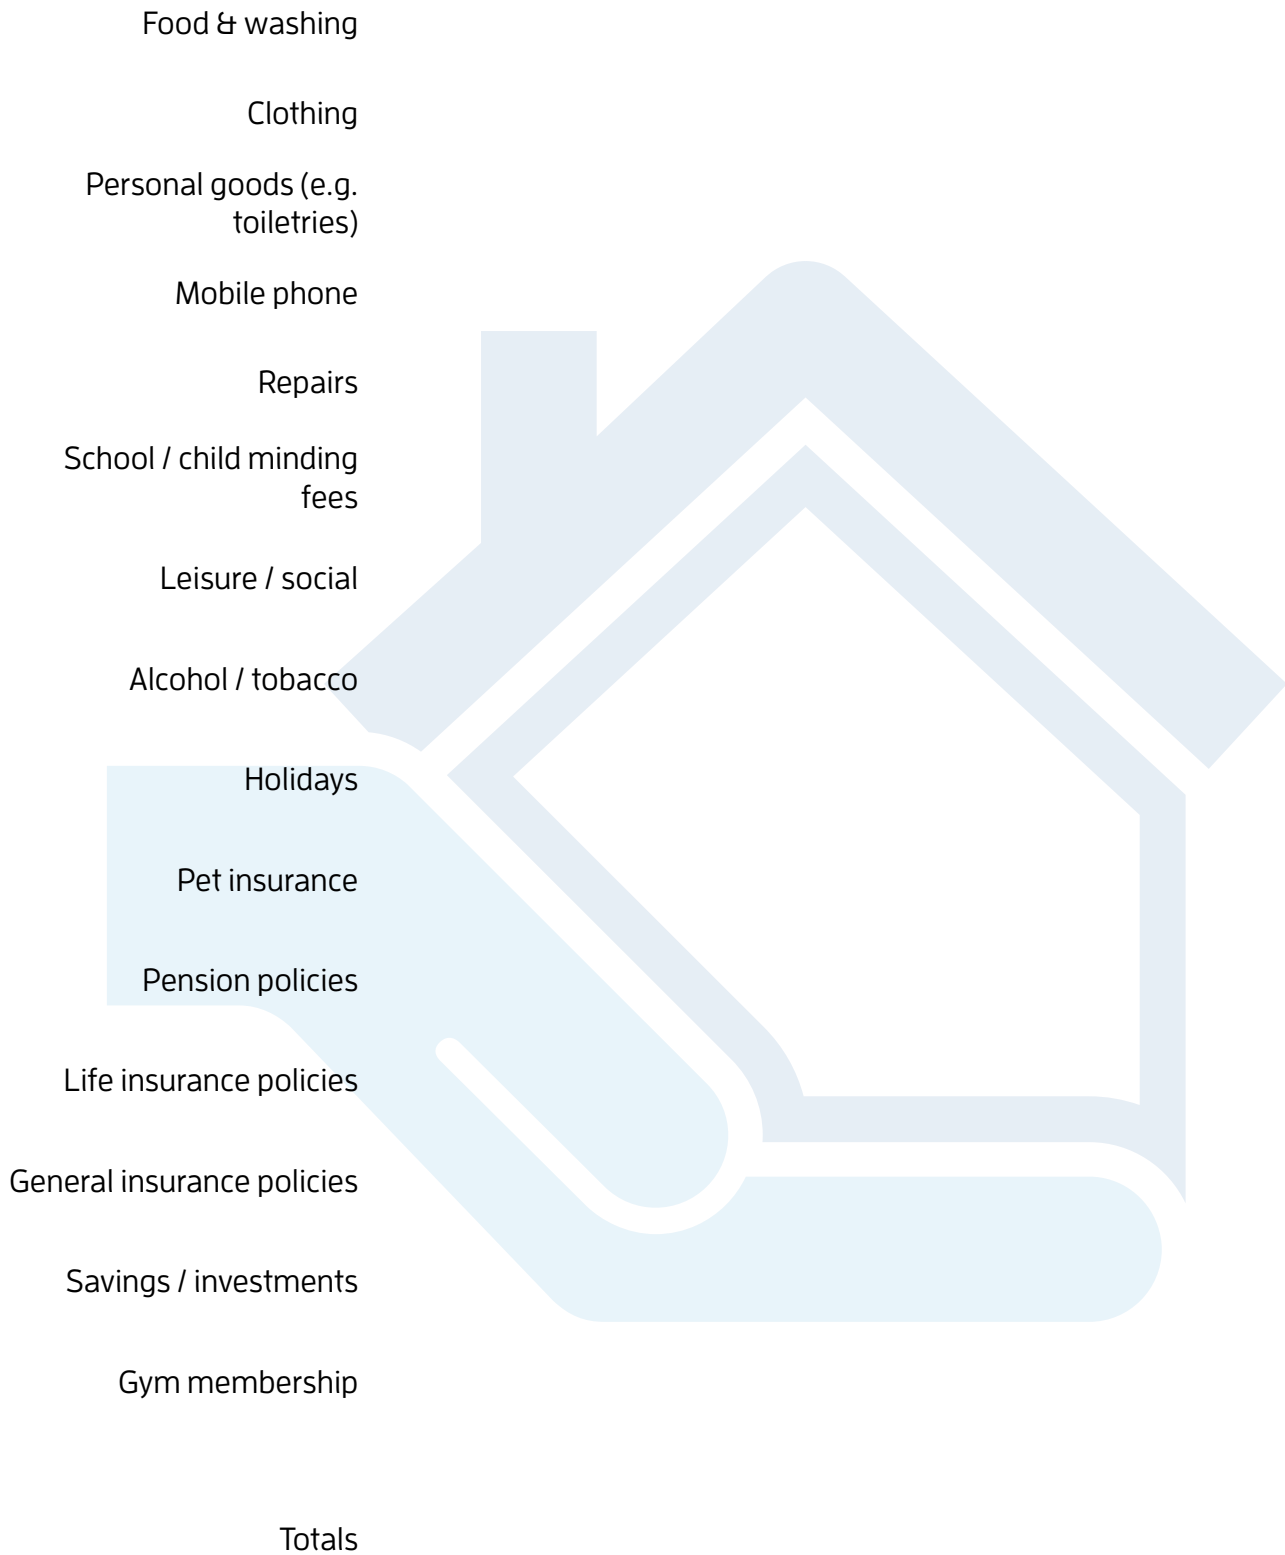 Food & washing
Clothing
Personal goods (e.g.
toiletries)
Mobile phone
Repairs
School / child minding
fees
Leisure / social
Alcohol / tobacco
Holidays
Pet insurance
Pension policies
Life insurance policies
General insurance policies
Savings / investments
Gym membership
Totals